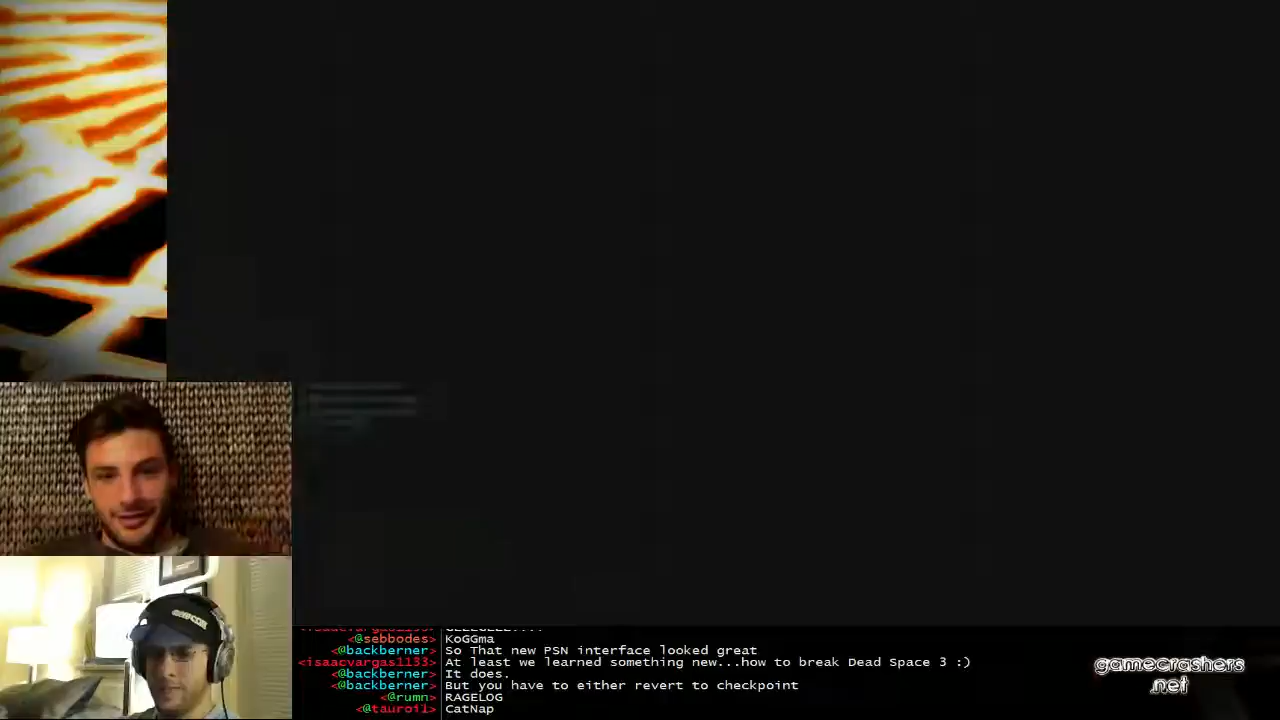 <@sebbodes> KoGGma
<@backberner> So That new PSN interface looked great
<isaacvargas1133> At least we learned something new...how to break Dead Space 3 :)
<@backberner> It does.
<@backberner> But you have to either revert to checkpoint
<@rumn> RAGELOG
<@tauroil> CatNap
gamecrashers
.net